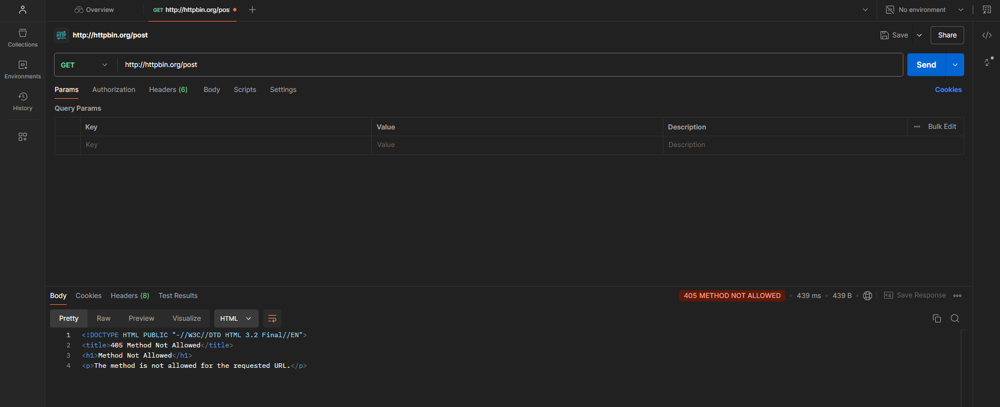 Overview
GET http://httpbin.org/pos
No environment
Collections
Environments
History
HTTP http://httpbin.org/post
Save
Share
GET http://httpbin.org/post
Send
Params Authorization Headers (6) Body Scripts Settings Cookies
Query Params
Key Value Description Bulk Edit
Key Value Description
Body Cookies Headers (8) Test Results 405 METHOD NOT ALLOWED 439 ms 439 B Save Response
Pretty Raw Preview Visualize HTML
1 <!DOCTYPE HTML PUBLIC "-//W3C//DTD HTML 3.2 Final//EN">
2 <title>405 Method Not Allowed</title>
3 <h1>Method Not Allowed</h1>
4 <p>The method is not allowed for the requested URL.</p>